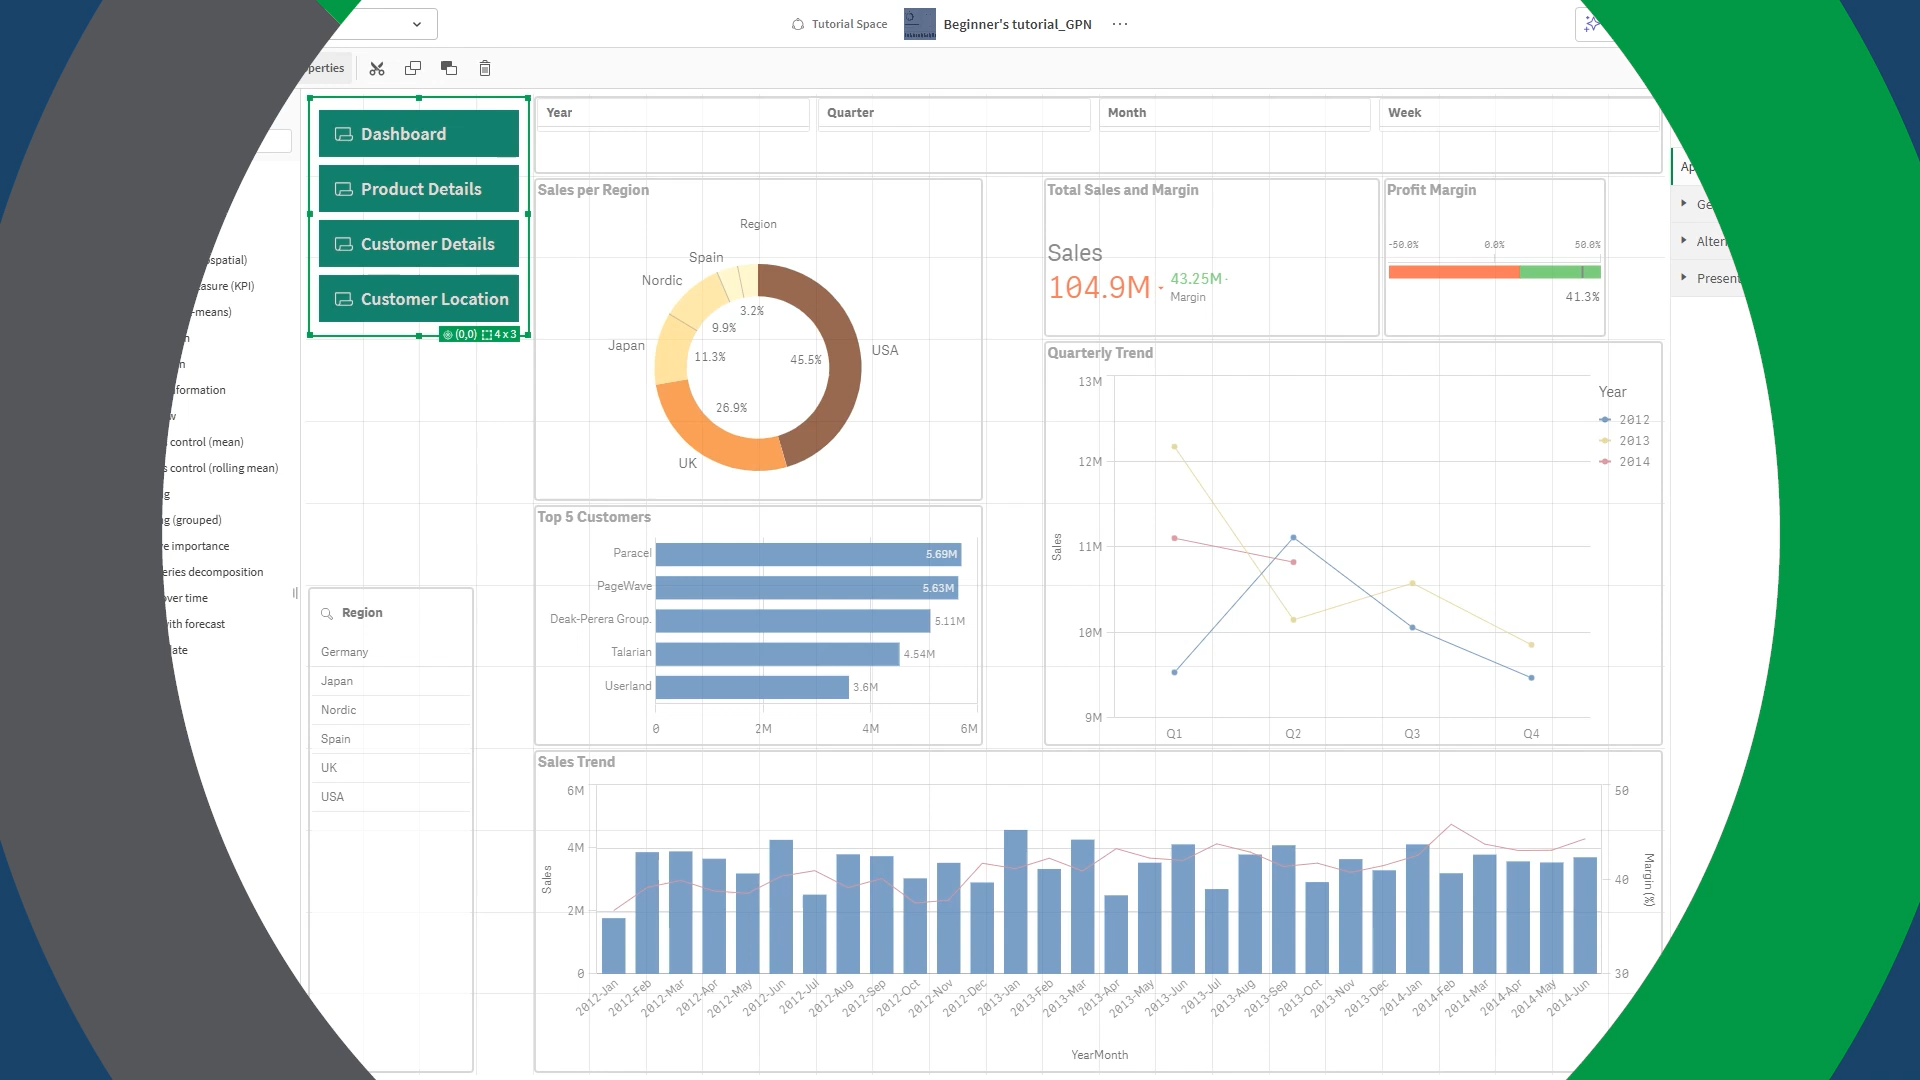 Tutorial Space
Beginner's tutorial_GPN
perties
Dashboard
Product Details
Customer Details
Customer Location
(0,0) 4 x 3
Year
Quarter
Month
Week
Sales per Region
Region
Spain
Nordic
Japan
UK
USA
3.2%
9.9%
11.3%
45.5%
26.9%
Total Sales and Margin
Sales
104.9M
43.25M
Margin
Profit Margin
-50.0%
0.0%
50.0%
41.3%
Ap
Ge
Alter
Present
spatial)
asure (KPI)
-means)
n
n
formation
w
control (mean)
s control (rolling mean)
g
g (grouped)
ve importance
eries decomposition
over time
with forecast
late
Region
Germany
Japan
Nordic
Spain
UK
USA
Top 5 Customers
Paracel 5.69M
PageWave 5.63M
Deak-Perera Group. 5.11M
Talarian 4.54M
Userland 3.6M
0 2M 4M 6M
Quarterly Trend
13M
12M
11M
10M
9M
Sales
Q1 Q2 Q3 Q4
Year
2012
2013
2014
Sales Trend
6M
4M
2M
0
Sales
50
40
30
Margin (%)
2012-Jan 2012-Feb 2012-Mar 2012-Apr 2012-May 2012-Jun 2012-Jul 2012-Aug 2012-Sep 2012-Oct 2012-Nov 2012-Dec 2013-Jan 2013-Feb 2013-Mar 2013-Apr 2013-May 2013-Jun 2013-Jul 2013-Aug 2013-Sep 2013-Oct 2013-Nov 2013-Dec 2014-Jan 2014-Feb 2014-Mar 2014-Apr 2014-May 2014-Jun
YearMonth